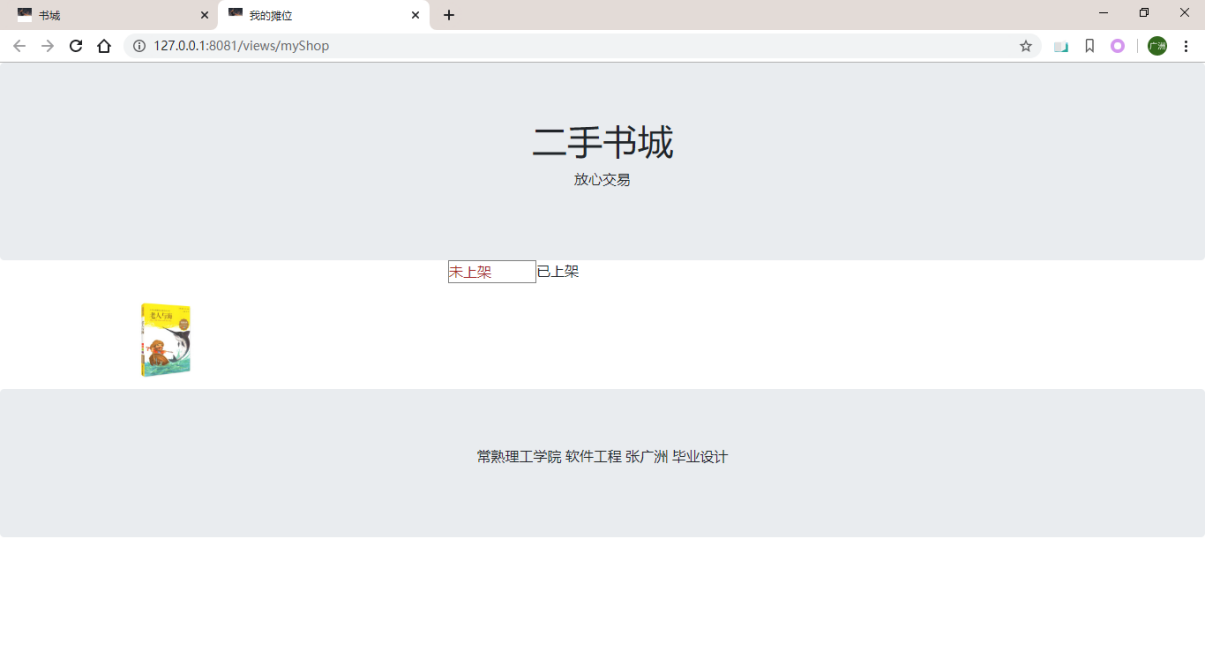 书城
我的摊位
127.0.0.1:8081/views/myShop
广洲
二手书城
放心交易
未上架
已上架
老人与海
常熟理工学院 软件工程 张广洲 毕业设计